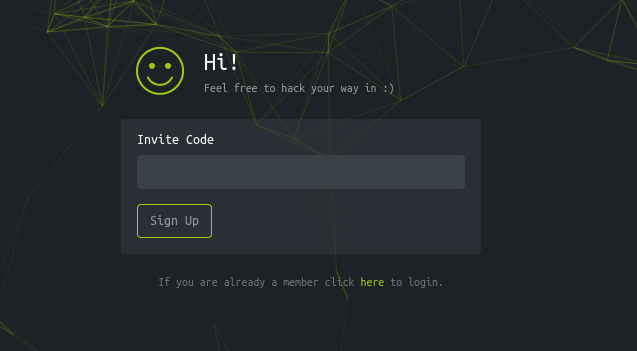 Hi!
Feel free to hack your way in :)
Invite Code
Sign Up
If you are already a member click here to login.